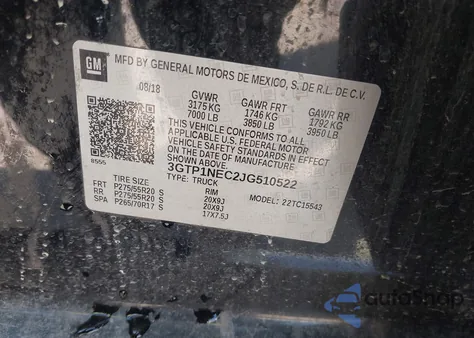 GM
MFD BY GENERAL MOTORS DE MEXICO, S. DE R.L. DE C.V.
08/18
GVWR GAWR FRT GAWR RR
3175 KG 1746 KG 1792 KG
7000 LB 3850 LB 3950 LB
THIS VEHICLE CONFORMS TO ALL
APPLICABLE U.S. FEDERAL MOTOR
VEHICLE SAFETY STANDARDS IN EFFECT
ON THE DATE OF MANUFACTURE SHOWN ABOVE.
8555
3GTP1NEC2JG510522
TYPE: TRUCK
MODEL: 22TC15543
TIRE SIZE RIM
FRT P275/55R20 S 20X9J
RR P275/55R20 S 20X9J
SPA P265/70R17 S 17X7.5J
autoShop